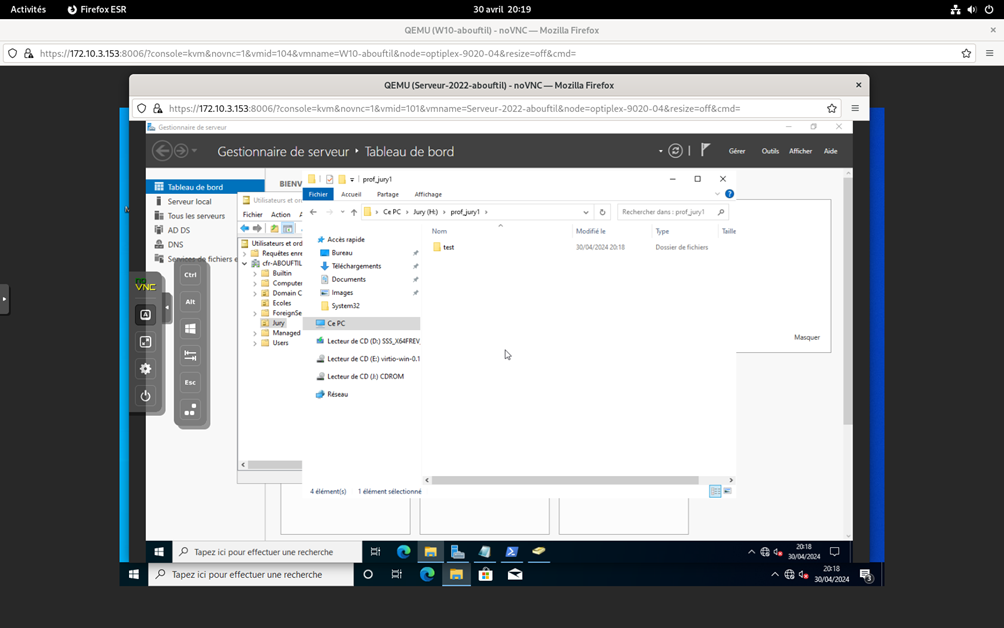 Activités Firefox ESR 30 avril 20:19
QEMU (W10-abouftil) - noVNC — Mozilla Firefox
https://172.10.3.153:8006/?console=kvm&novnc=1&vmid=104&vmname=W10-abouftil&node=optiplex-9020-04&resize=off&cmd=
QEMU (Serveur-2022-abouftil) - noVNC — Mozilla Firefox
https://172.10.3.153:8006/?console=kvm&novnc=1&vmid=101&vmname=Serveur-2022-abouftil&node=optiplex-9020-04&resize=off&cmd=
Gestionnaire de serveur
Gestionnaire de serveur Tableau de bord
Gérer Outils Afficher Aide
Tableau de bord
Serveur local
Tous les serveurs
AD DS
DNS
Services de fichiers e
BIENV
Utilisateurs et o
Fichier Action
Utilisateurs et ord
Requêtes enre
cfr-ABOUFTIL
Builtin
Computer
Domain C
Ecoles
ForeignSe
Jury
Managed
Users
prof_jury1
Fichier Accueil Partage Affichage
Ce PC Jury (H:) prof_jury1
Rechercher dans : prof_jury1
Accès rapide
Bureau
Téléchargements
Documents
Images
System32
Ce PC
Lecteur de CD (D:) SSS_X64FREV_
Lecteur de CD (E:) virtio-win-0.1
Lecteur de CD (J:) CDROM
Réseau
Nom Modifié le Type Taille
test 30/04/2024 20:18 Dossier de fichiers
4 élément(s) 1 élément sélectionné
Masquer
VNC
A
Ctrl
Alt
Esc
Tapez ici pour effectuer une recherche
20:18
30/04/2024
Tapez ici pour effectuer une recherche
20:18
30/04/2024
3